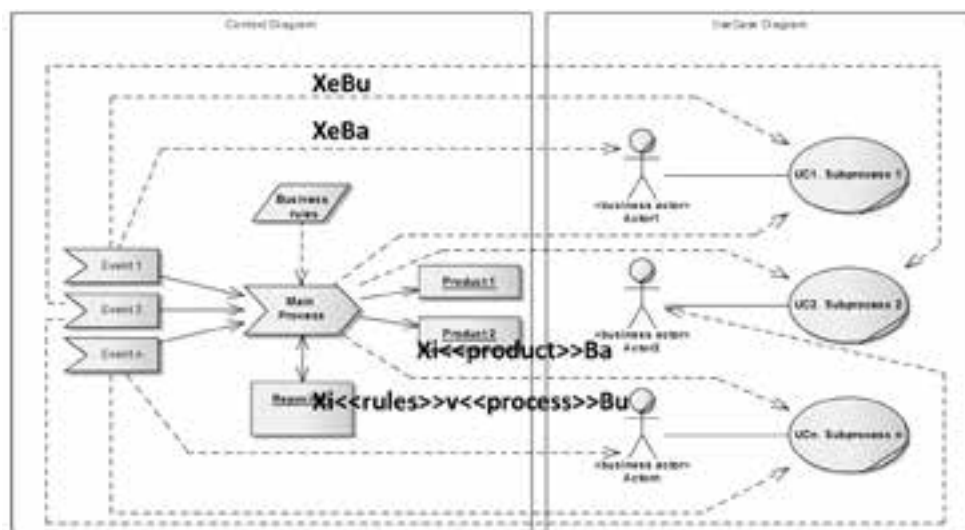 Context Diagram
UseCase Diagram
XeBu
XeBa
Business
rules
Event 1
Event 2
Event n
Main
Process
Product 1
Product 2
<business actor>
Actor1
<business actor>
Actor2
<business actor>
Actorn
UC1. Subprocess 1
UC2. Subprocess 2
UCn. Subprocess n
Xi<<product>>Ba
Xi<<rules>>v<<process>>Bu